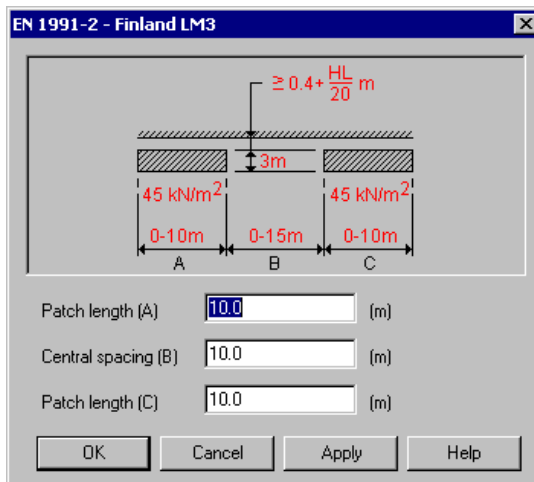 EN 1991-2 - Finland LM3
≥ 0.4+ HL/20 m
3m
45 kN/m² 45 kN/m²
0-10m 0-15m 0-10m
A B C
Patch length (A) 10.0 (m)
Central spacing (B) 10.0 (m)
Patch length (C) 10.0 (m)
OK Cancel Apply Help